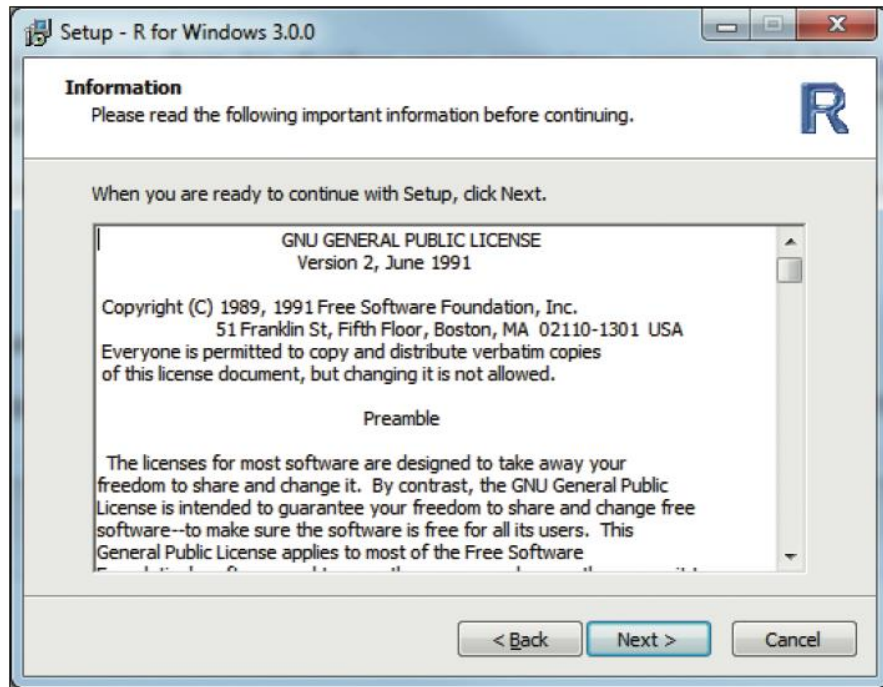 Setup - R for Windows 3.0.0
Information
Please read the following important information before continuing.
R
When you are ready to continue with Setup, click Next.
GNU GENERAL PUBLIC LICENSE
Version 2, June 1991
Copyright (C) 1989, 1991 Free Software Foundation, Inc.
51 Franklin St, Fifth Floor, Boston, MA 02110-1301 USA
Everyone is permitted to copy and distribute verbatim copies
of this license document, but changing it is not allowed.
Preamble
The licenses for most software are designed to take away your
freedom to share and change it. By contrast, the GNU General Public
License is intended to guarantee your freedom to share and change free
software--to make sure the software is free for all its users. This
General Public License applies to most of the Free Software
< Back
Next >
Cancel